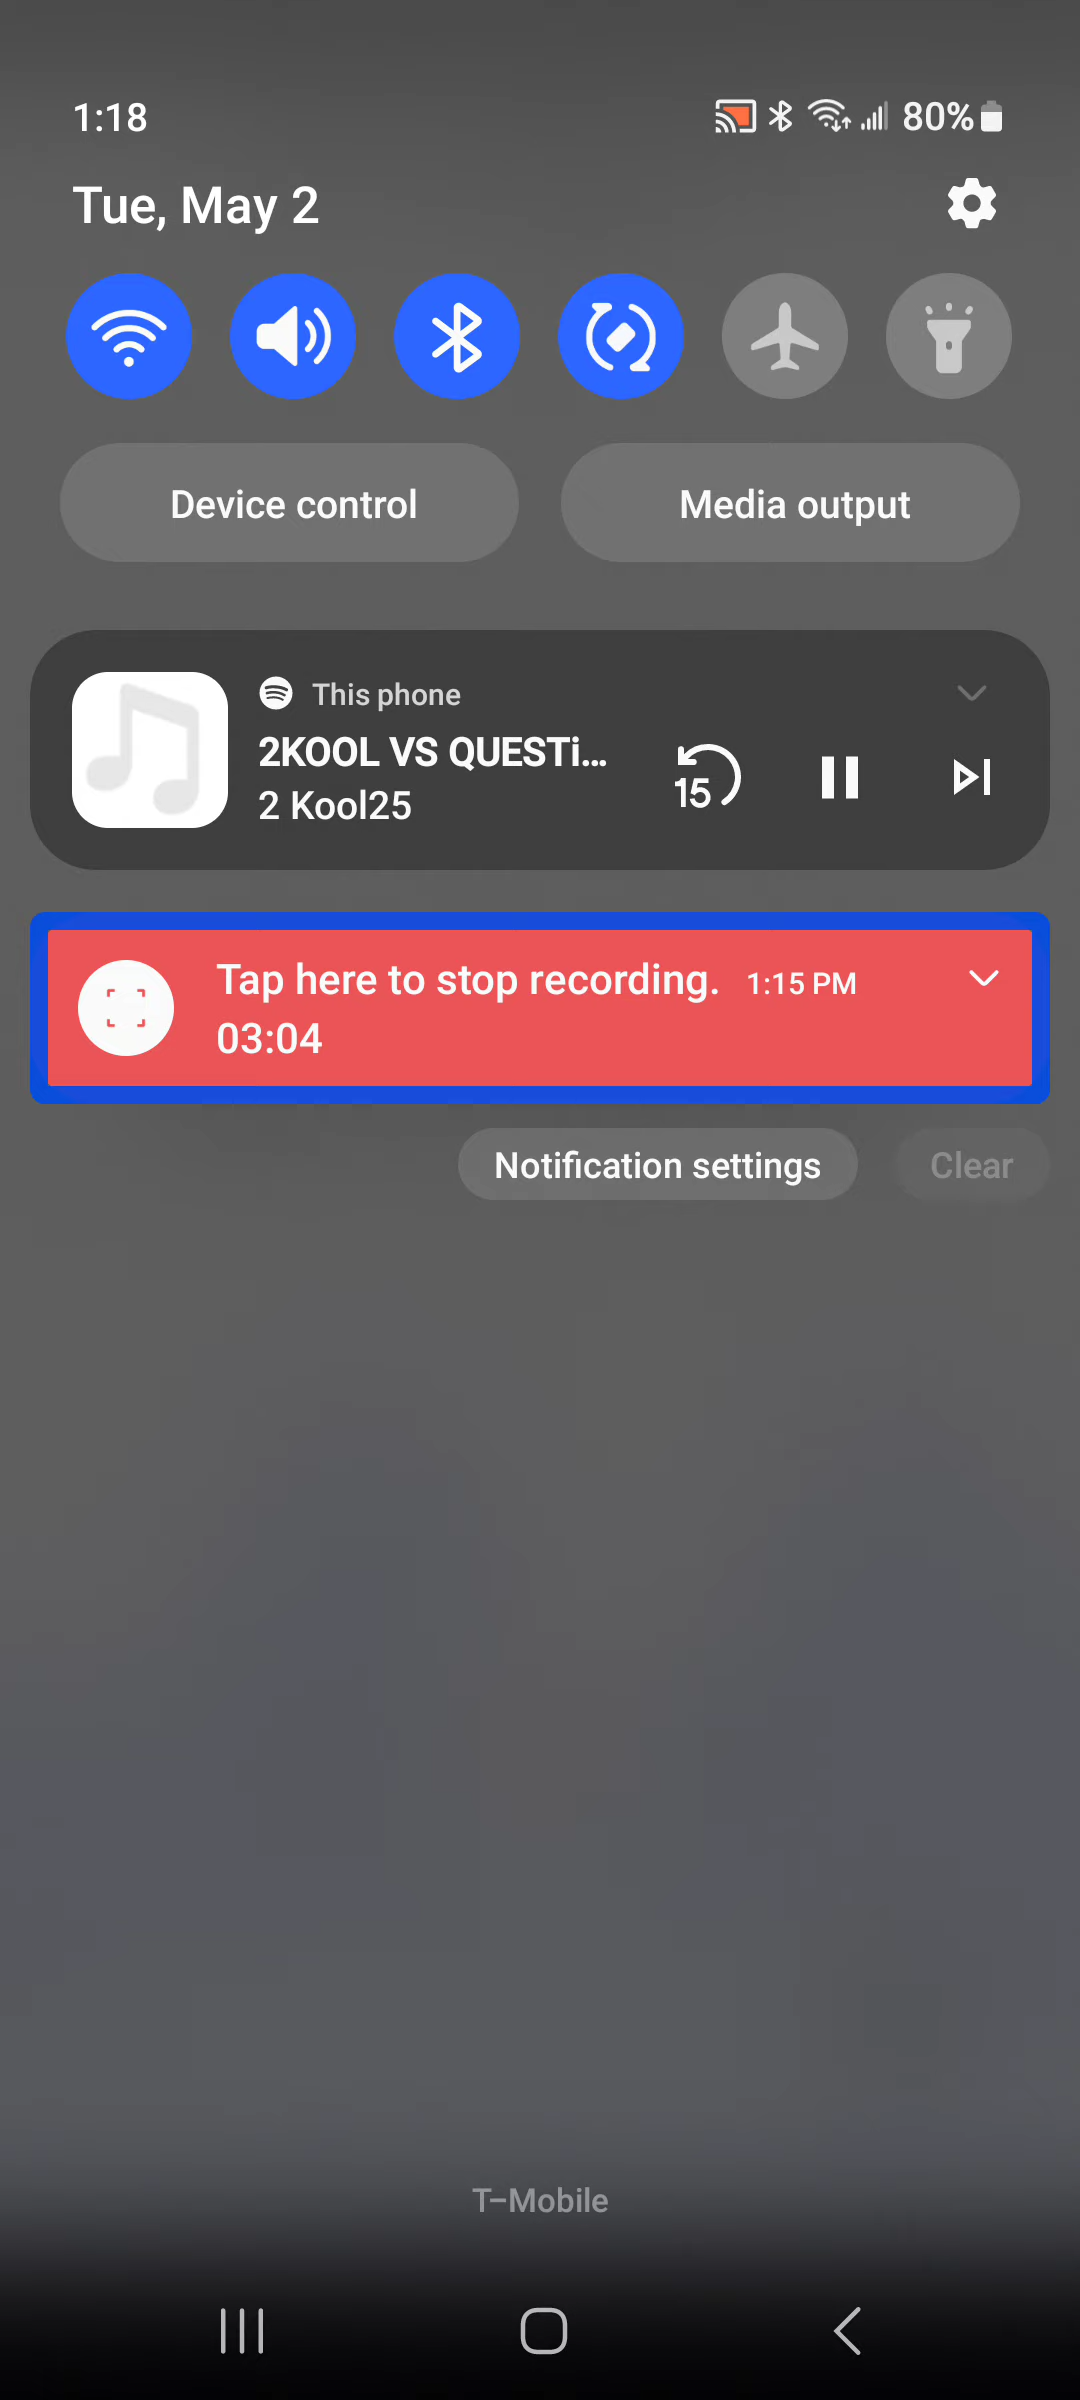 1:18
80%
Tue, May 2
Device control
Media output
This phone
2KOOL VS QUESTi...
2 Kool25
15
Tap here to stop recording. 1:15 PM
03:04
Notification settings
Clear
T-Mobile